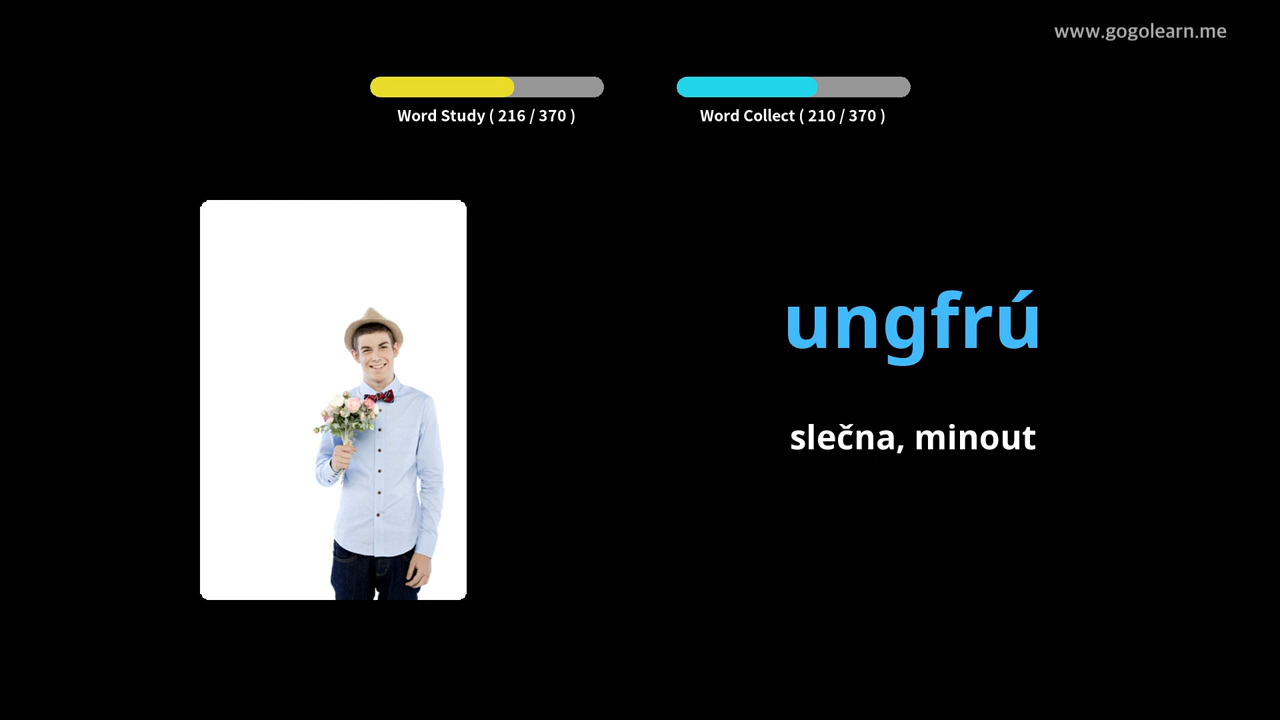 www.gogolearn.me
Word Study ( 216 / 370 )
Word Collect ( 210 / 370 )
ungfrú
slečna, minout